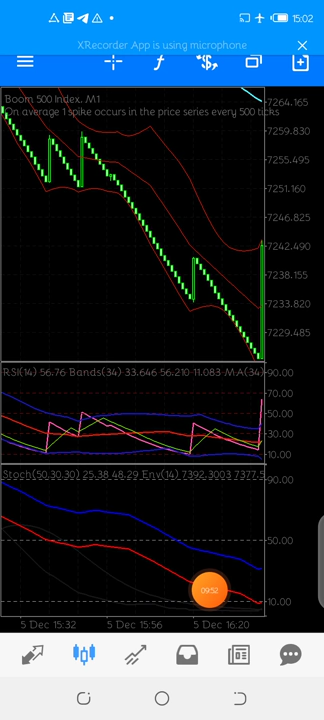 15:02
XRecorder App is using microphone
Boom 500 Index, M1
On average 1 spike occurs in the price series every 500 ticks
7264.165
7259.830
7255.495
7251.160
7246.825
7242.490
7238.155
7233.820
7229.485
RSI(14) 56.76 Bands(34) 33.646 56.210 11.083 MA(34)
90.00
70.00
50.00
30.00
10.00
Stoch(50,30,30) 25.38 48.29 Env(14) 7392.3003 7377.5
90.00
50.00
10.00
09:52
5 Dec 15:32
5 Dec 15:56
5 Dec 16:20